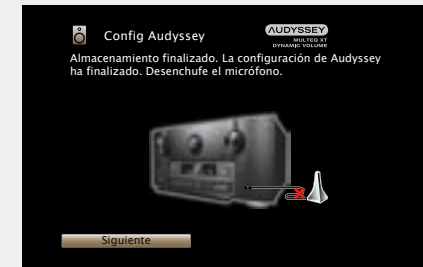 Config Audyssey
AUDYSSEY
MULTEQ XT
DYNAMIC VOLUME
Almacenamiento finalizado. La configuración de Audyssey
ha finalizado. Desenchufe el micrófono.
Siguiente